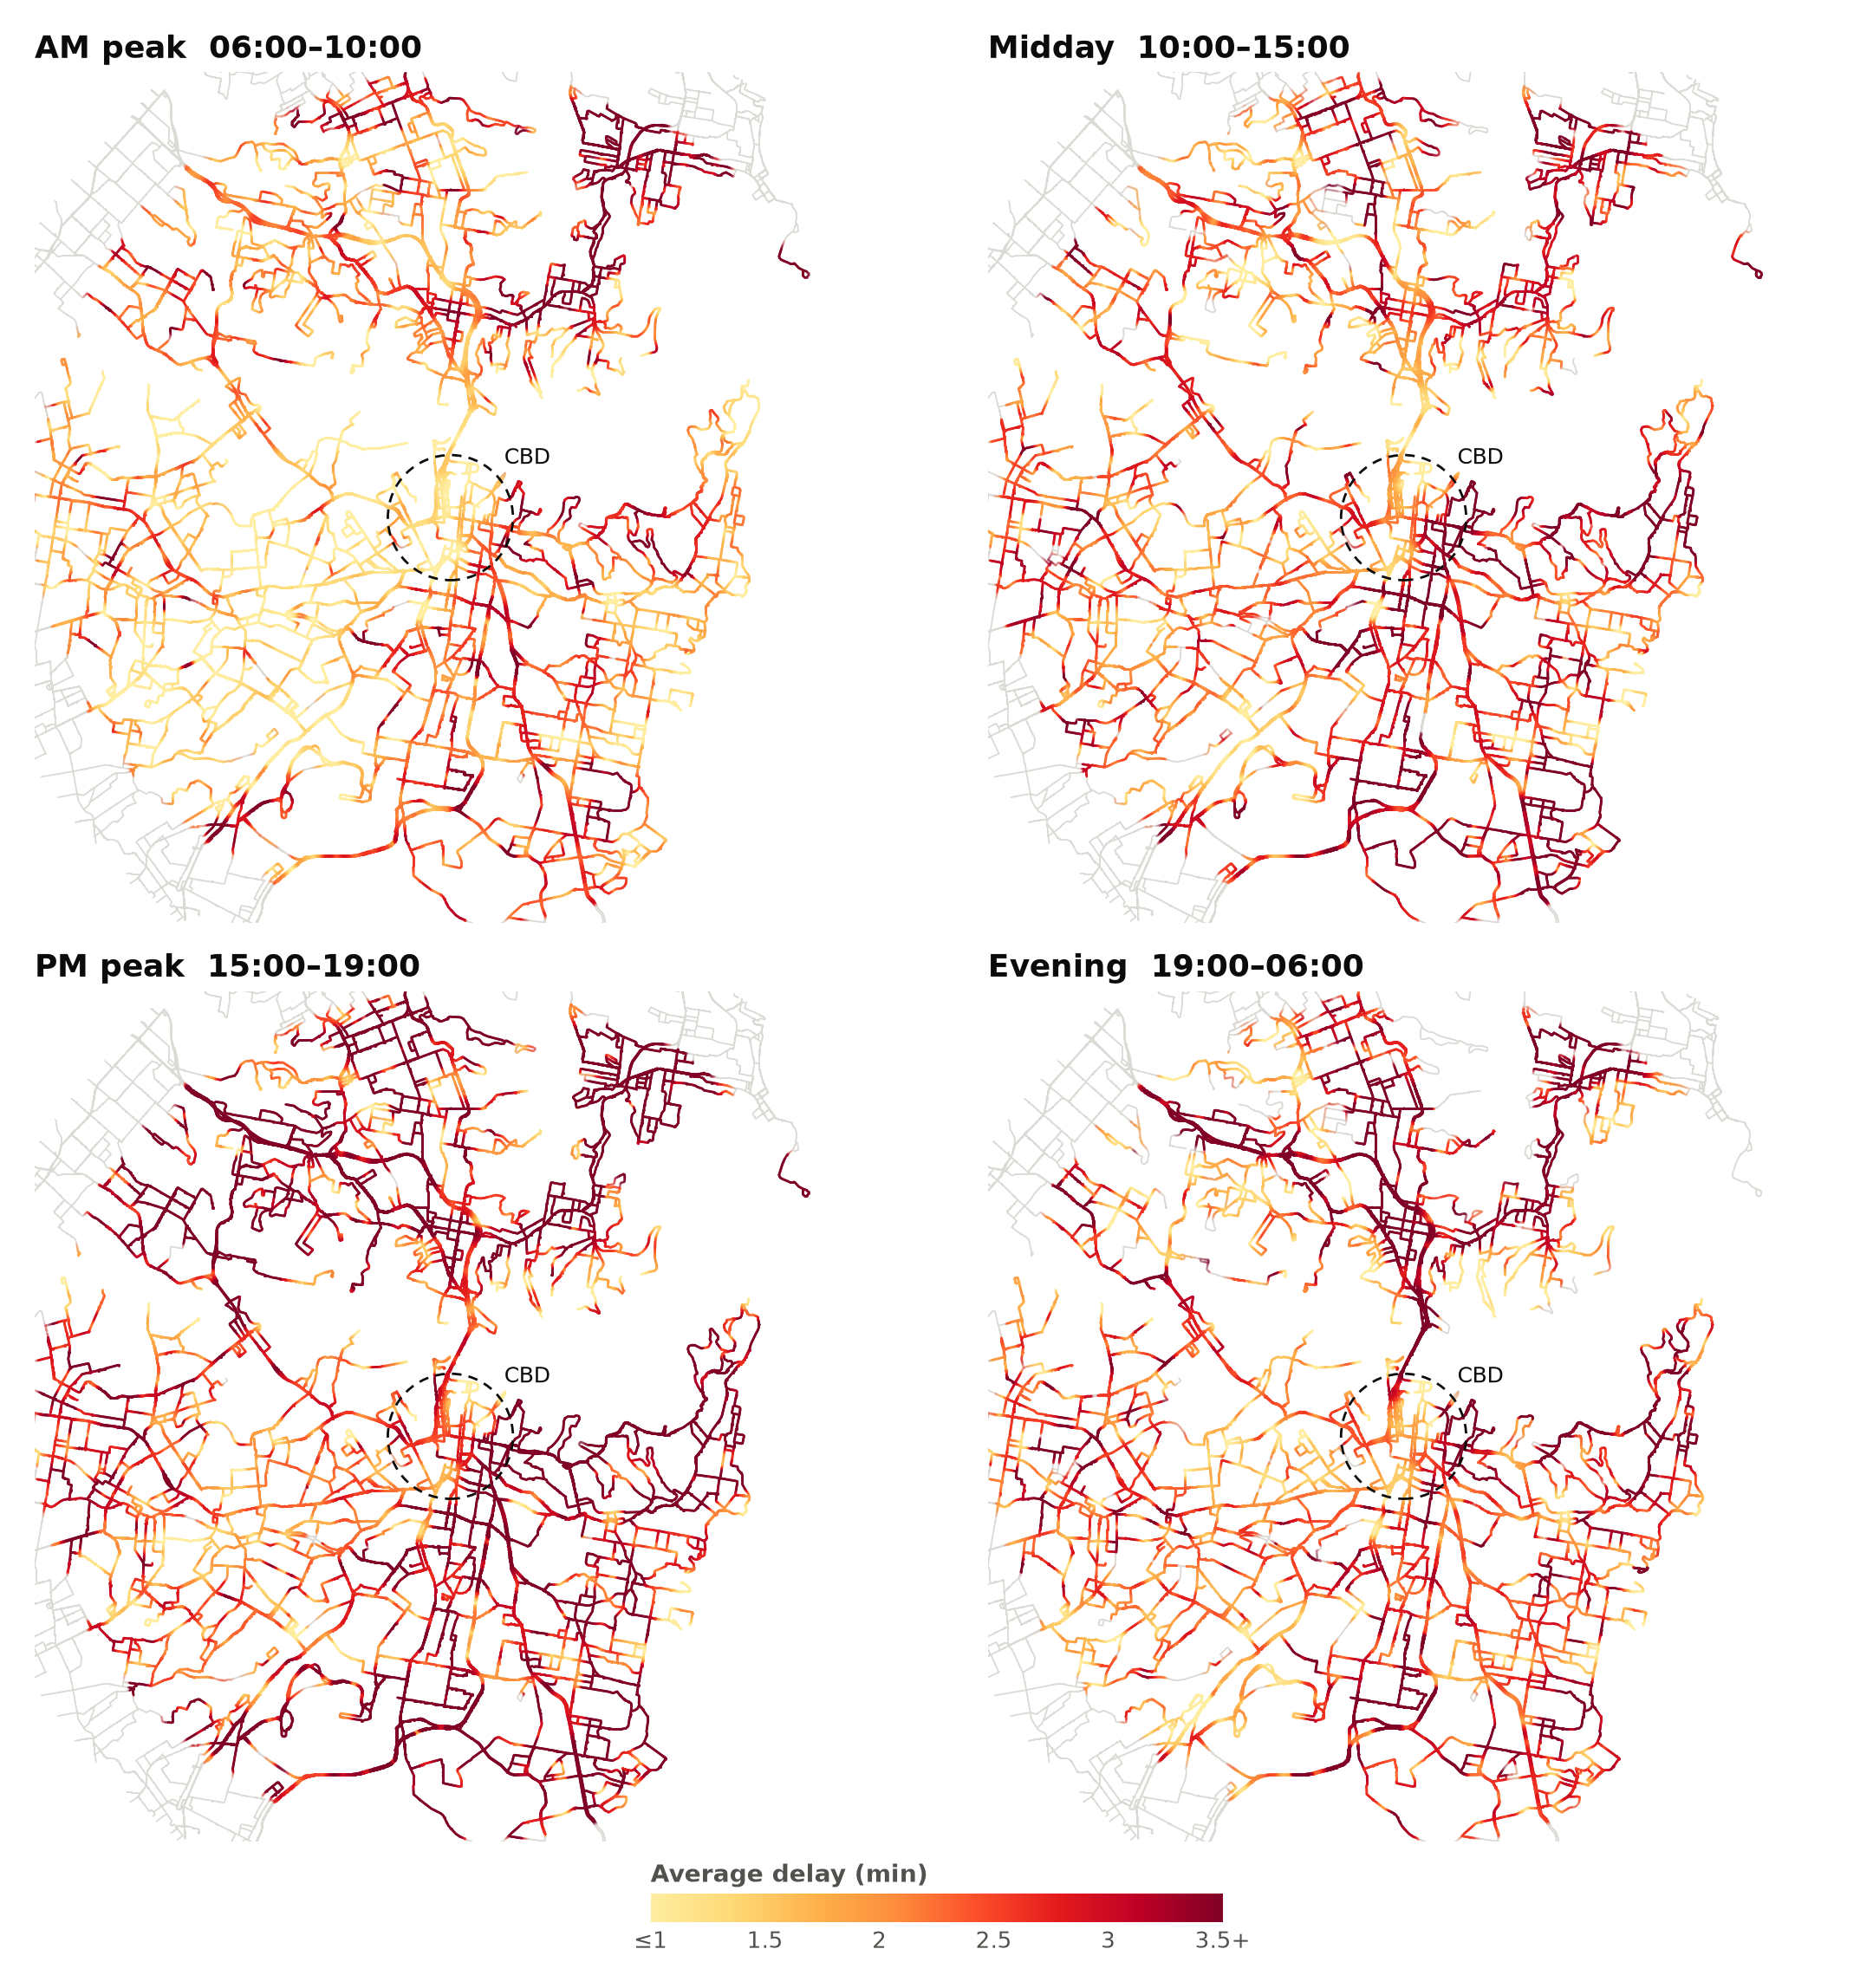 AM peak  06:00–10:00
Midday  10:00–15:00
CBD
CBD
PM peak  15:00–19:00
Evening  19:00–06:00
CBD
CBD
Average delay (min)
≤1  1.5  2  2.5  3  3.5+